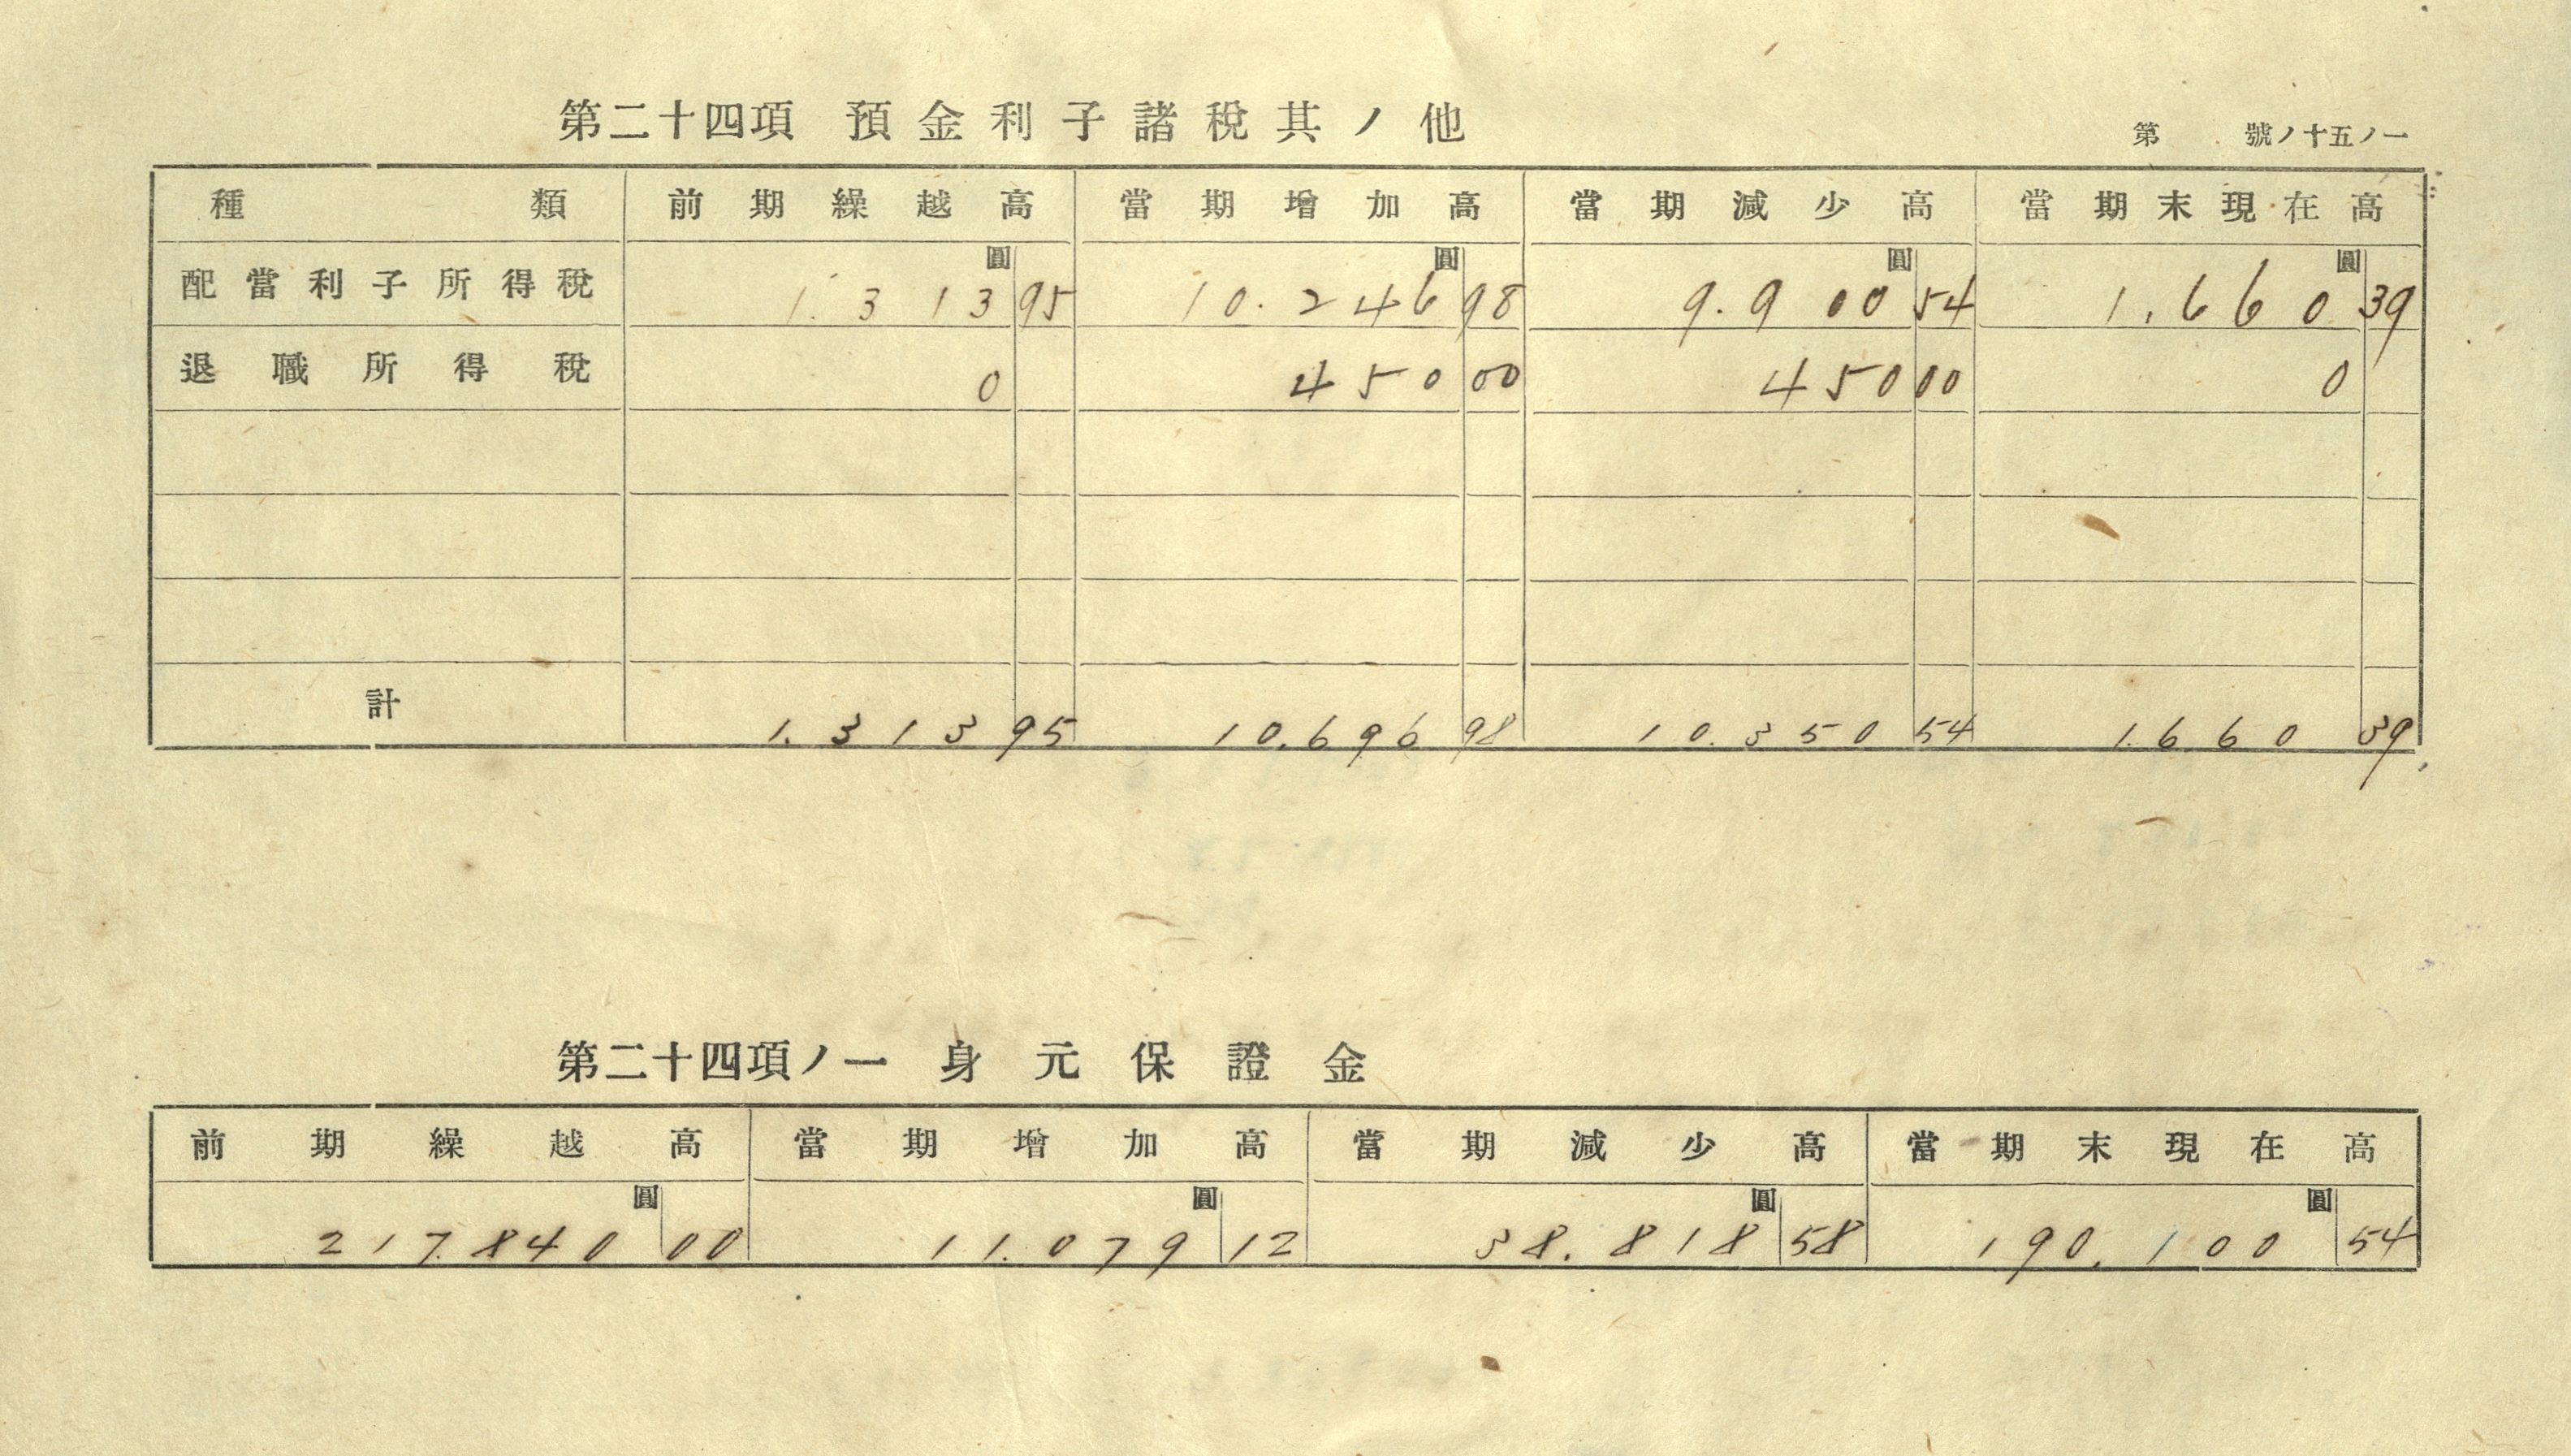 第二十四項 預金利子諸税其ノ他
第 號ノ十五ノ一
種類 前期繰越高 當期增加高 當期減少高 當期末現在高
圓 圓 圓 圓
配當利子所得税 1.313 95 10.246 98 9.900 54 1.660 39
退職所得税 0 450 00 450 00 0
計 1.313 95 10.696 98 10.350 54 1.660 39
第二十四項ノ一 身元保證金
前期繰越高 當期增加高 當期減少高 當期末現在高
圓 圓 圓 圓
217.840 00 11.079 12 38.818 58 190.100 54